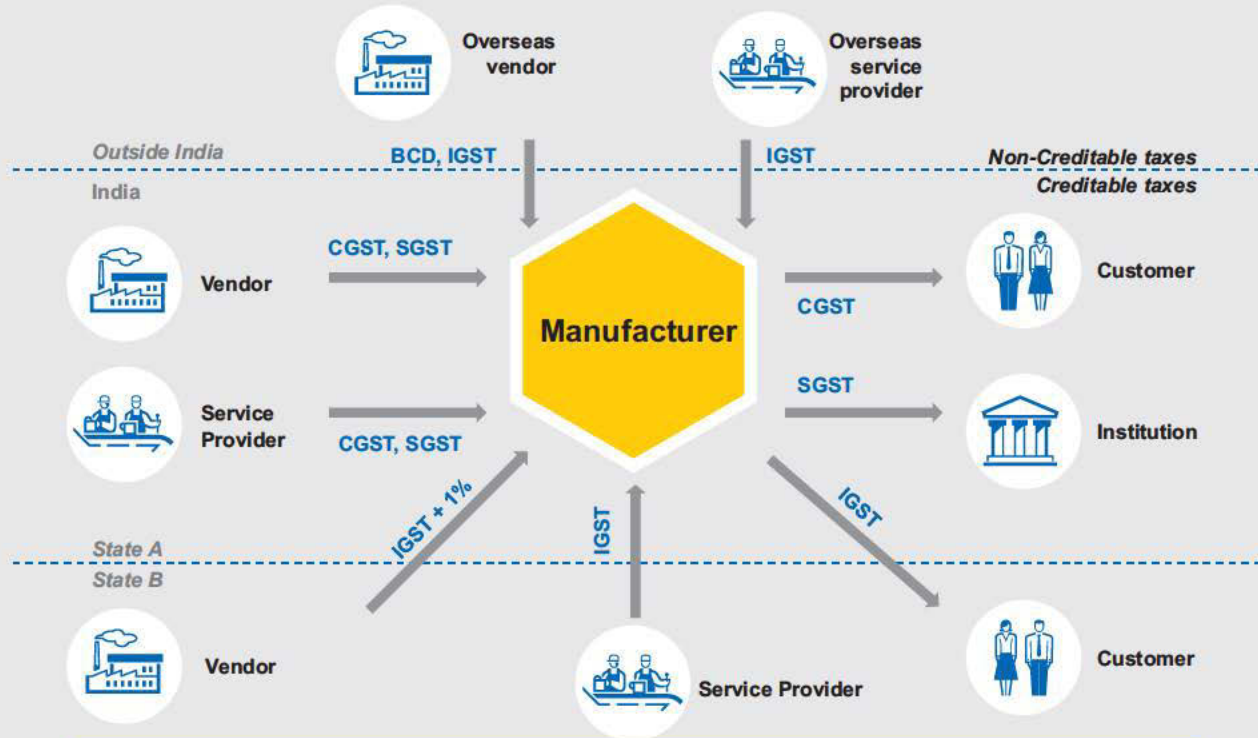 Overseas
vendor
Overseas
service
provider
Outside India
BCD, IGST
IGST
Non-Creditable taxes
India
Creditable taxes
CGST, SGST
Vendor
Customer
CGST
Manufacturer
SGST
Service
Provider
CGST, SGST
Institution
IGST + 1%
IGST
IGST
State A
State B
Vendor
Service Provider
Customer